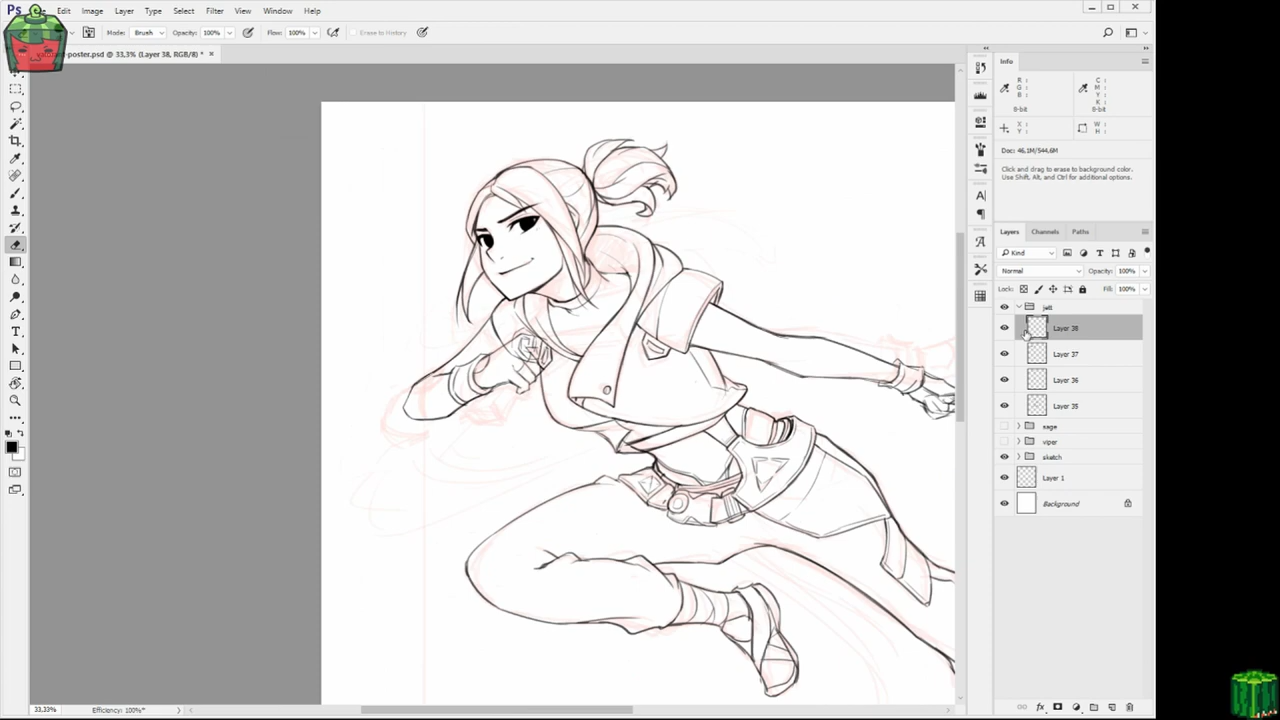 Ps
Edit Image Layer Type Select Filter View Window Help
Mode: Brush Opacity: 100% Flow: 100% Erase to History
-poster.psd @ 33,3% (Layer 38, RGB/8) * ×
Info
R: G: B: C: M: Y: K:
8-bit 8-bit
X: Y: W: H:
Doc: 46,1M/544,6M
Click and drag to erase to background color.
Use Shift, Alt, and Ctrl for additional options.
Layers Channels Paths
Kind
Normal Opacity: 100%
Lock: Fill: 100%
jett
Layer 38
Layer 37
Layer 36
Layer 35
sage
viper
sketch
Layer 1
Background
33,33% Efficiency: 100%*